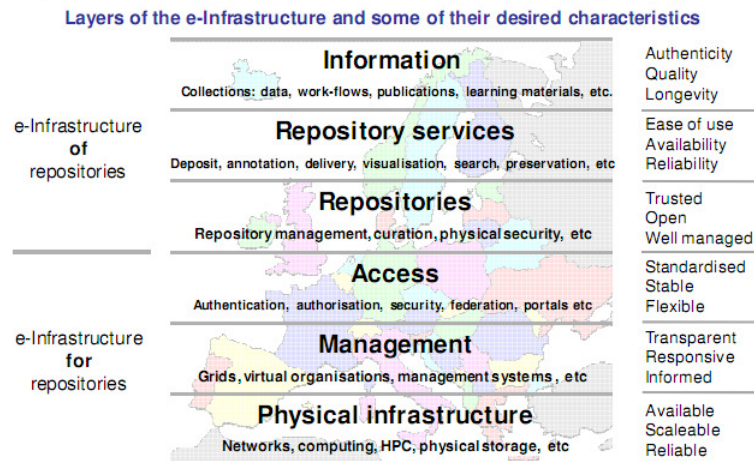 Layers of the e-Infrastructure and some of their desired characteristics
Information
Collections: data, work-flows, publications, learning materials, etc.
Authenticity
Quality
Longevity
e-Infrastructure
of
repositories
Repository services
Deposit, annotation, delivery, visualisation, search, preservation, etc
Ease of use
Availability
Reliability
Repositories
Repository management, curation, physical security, etc
Trusted
Open
Well managed
Access
Authentication, authorisation, security, federation, portals etc
Standardised
Stable
Flexible
e-Infrastructure
for
repositories
Management
Grids, virtual organisations, management systems, etc
Transparent
Responsive
Informed
Physical infrastructure
Networks, computing, HPC, physical storage, etc
Available
Scaleable
Reliable